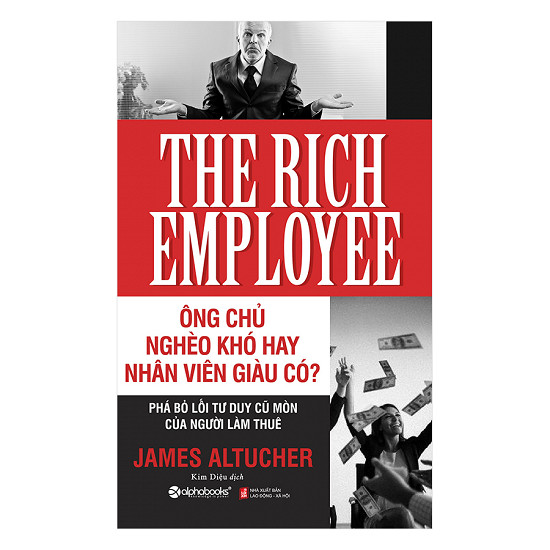 THE RICH
EMPLOYEE
ÔNG CHỦ
NGHÈO KHÓ HAY
NHÂN VIÊN GIÀU CÓ?
PHÁ BỎ LỐI TƯ DUY CŨ MÒN
CỦA NGƯỜI LÀM THUÊ
JAMES ALTUCHER
Kim Diệu dịch
alphabooks
NHÀ XUẤT BẢN
LAO ĐỘNG - XÃ HỘI